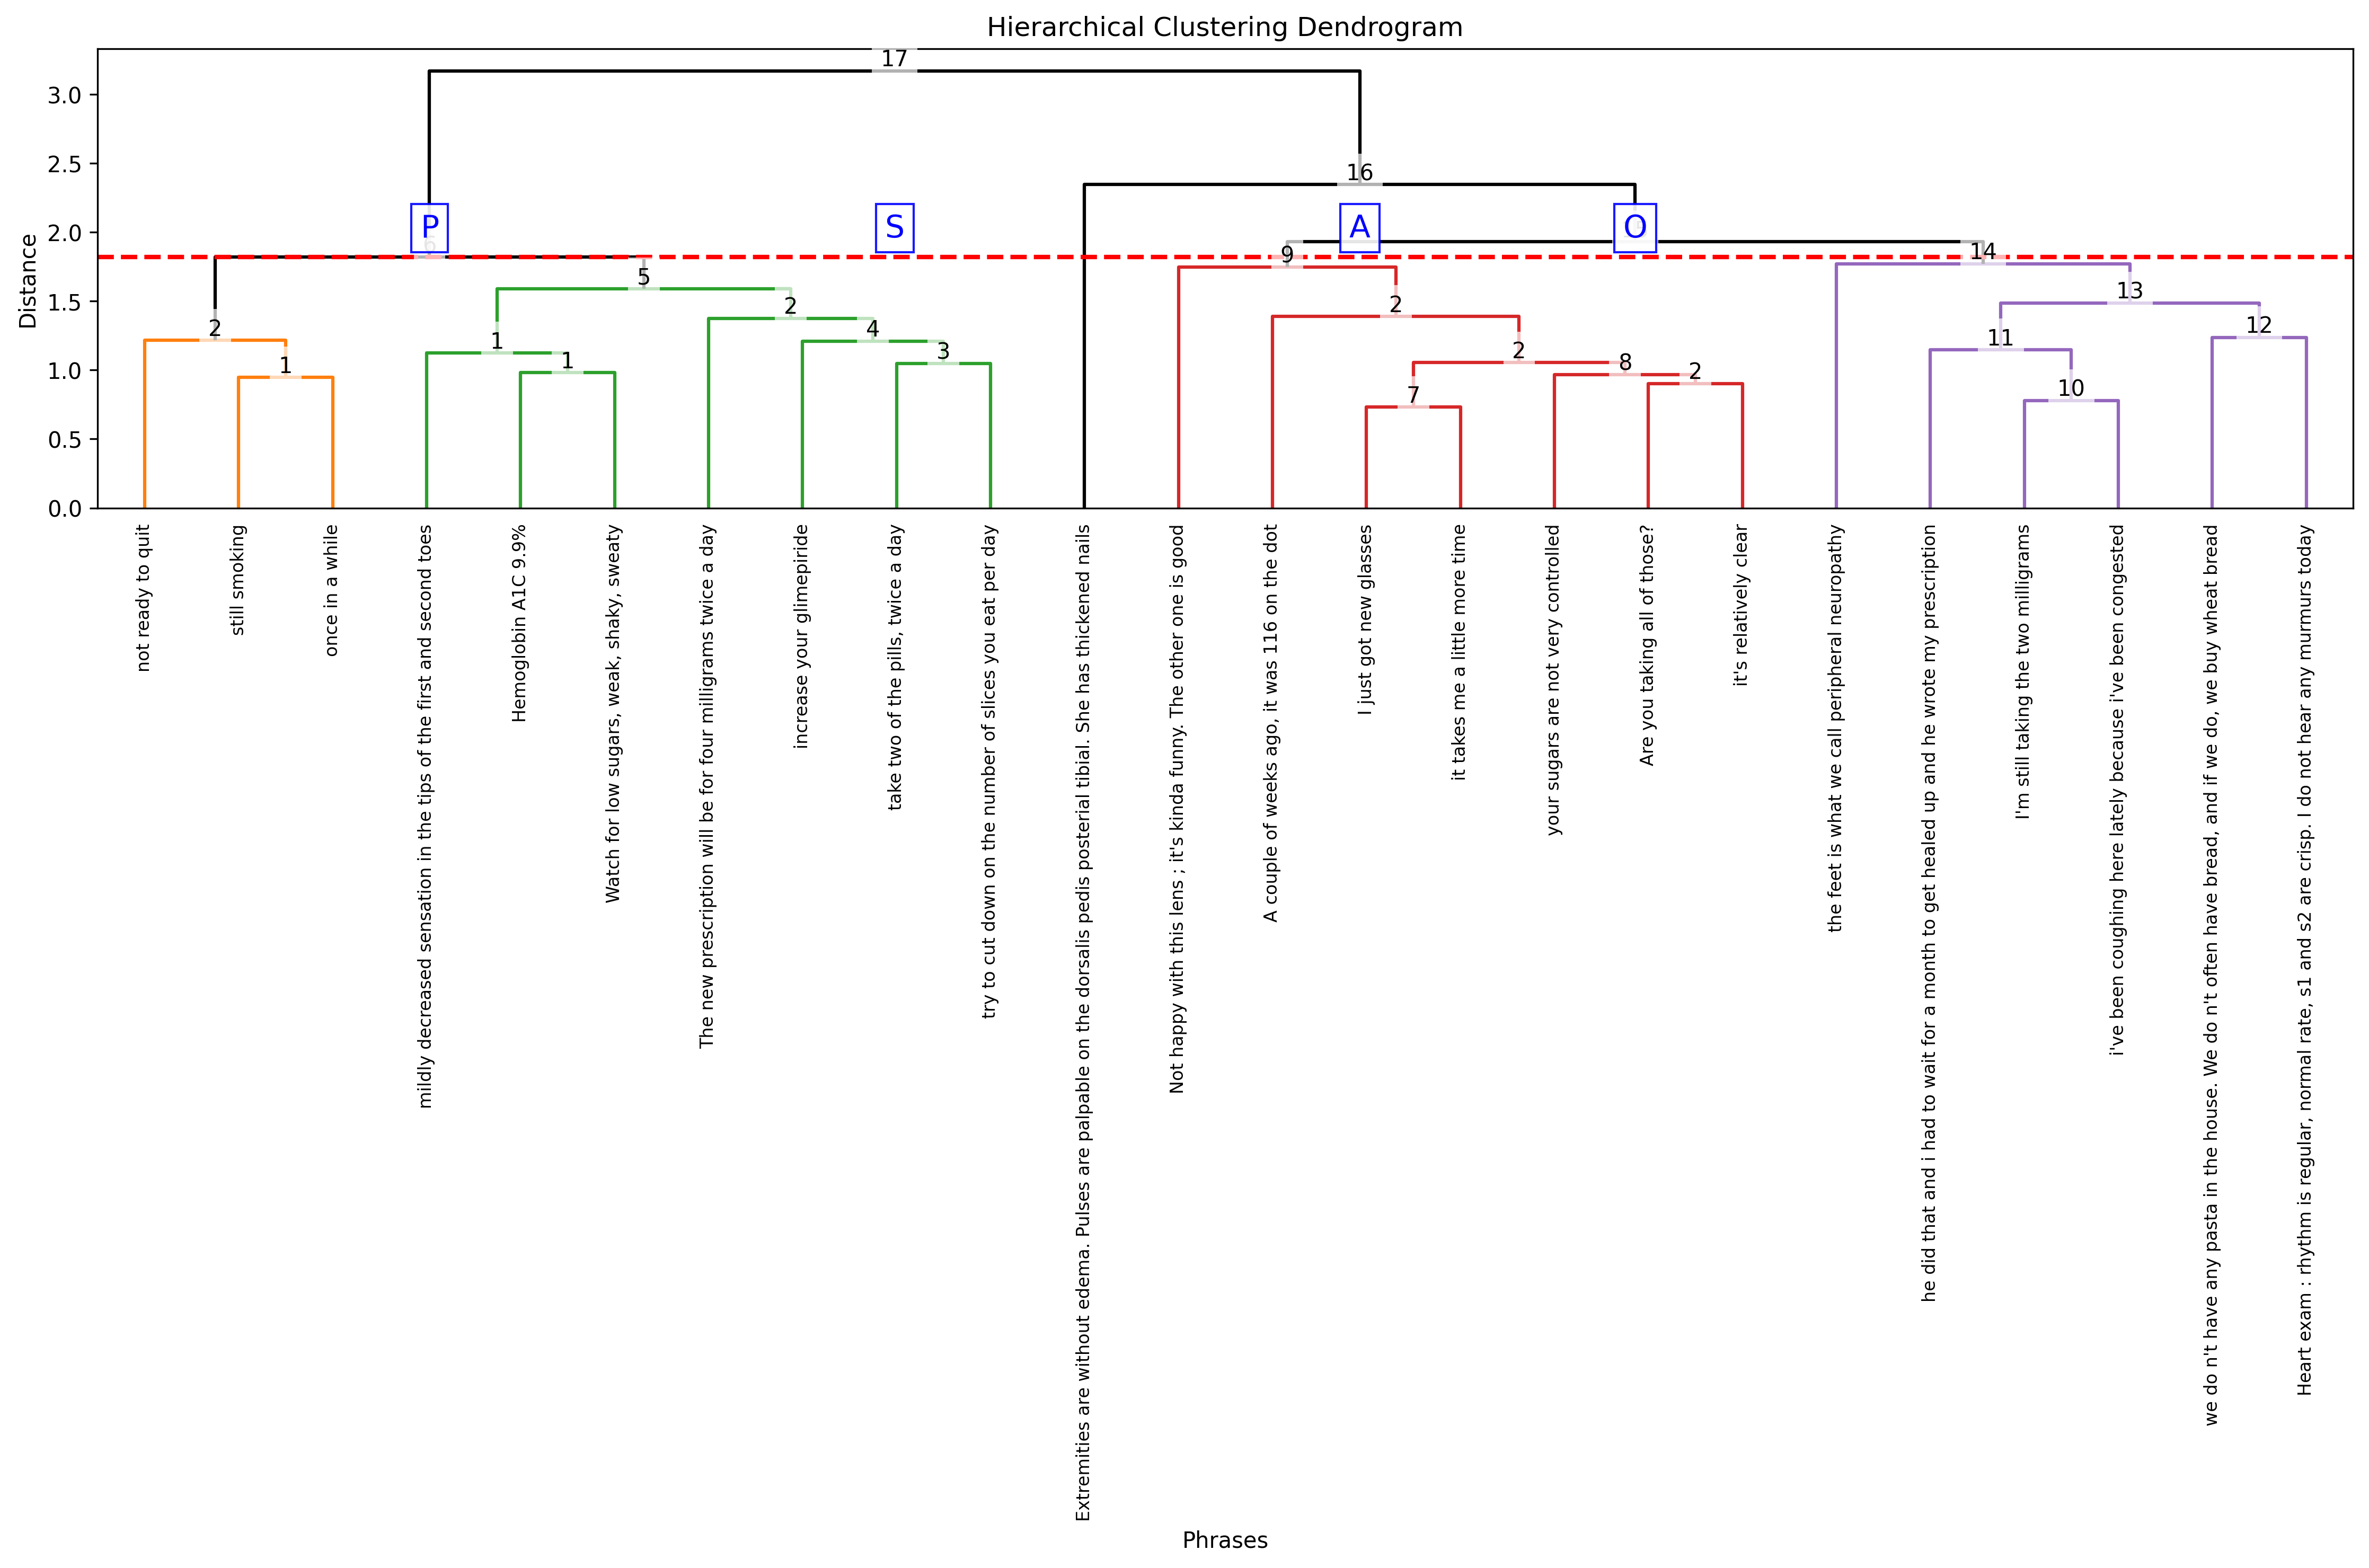 Hierarchical Clustering Dendrogram
17
3.0
2.5
16
P
S
A
O
2.0
6
9
14
5
13
1.5
2
2
2
12
4
1
1
3
2
11
1
1.0
8
2
7
10
0.5
0.0
Distance
not ready to quit
still smoking
once in a while
mildly decreased sensation in the tips of the first and second toes
Hemoglobin A1C 9.9%
Watch for low sugars, weak, shaky, sweaty
The new prescription will be for four milligrams twice a day
increase your glimepiride
take two of the pills, twice a day
try to cut down on the number of slices you eat per day
Extremities are without edema. Pulses are palpable on the dorsalis pedis posterial tibial. She has thickened nails
Not happy with this lens ; it's kinda funny. The other one is good
A couple of weeks ago, it was 116 on the dot
I just got new glasses
it takes me a little more time
your sugars are not very controlled
Are you taking all of those?
it's relatively clear
the feet is what we call peripheral neuropathy
he did that and i had to wait for a month to get healed up and he wrote my prescription
I'm still taking the two milligrams
i've been coughing here lately because i've been congested
we do n't have any pasta in the house. We do n't often have bread, and if we do, we buy wheat bread
Heart exam : rhythm is regular, normal rate, s1 and s2 are crisp. I do not hear any murmurs today
Phrases